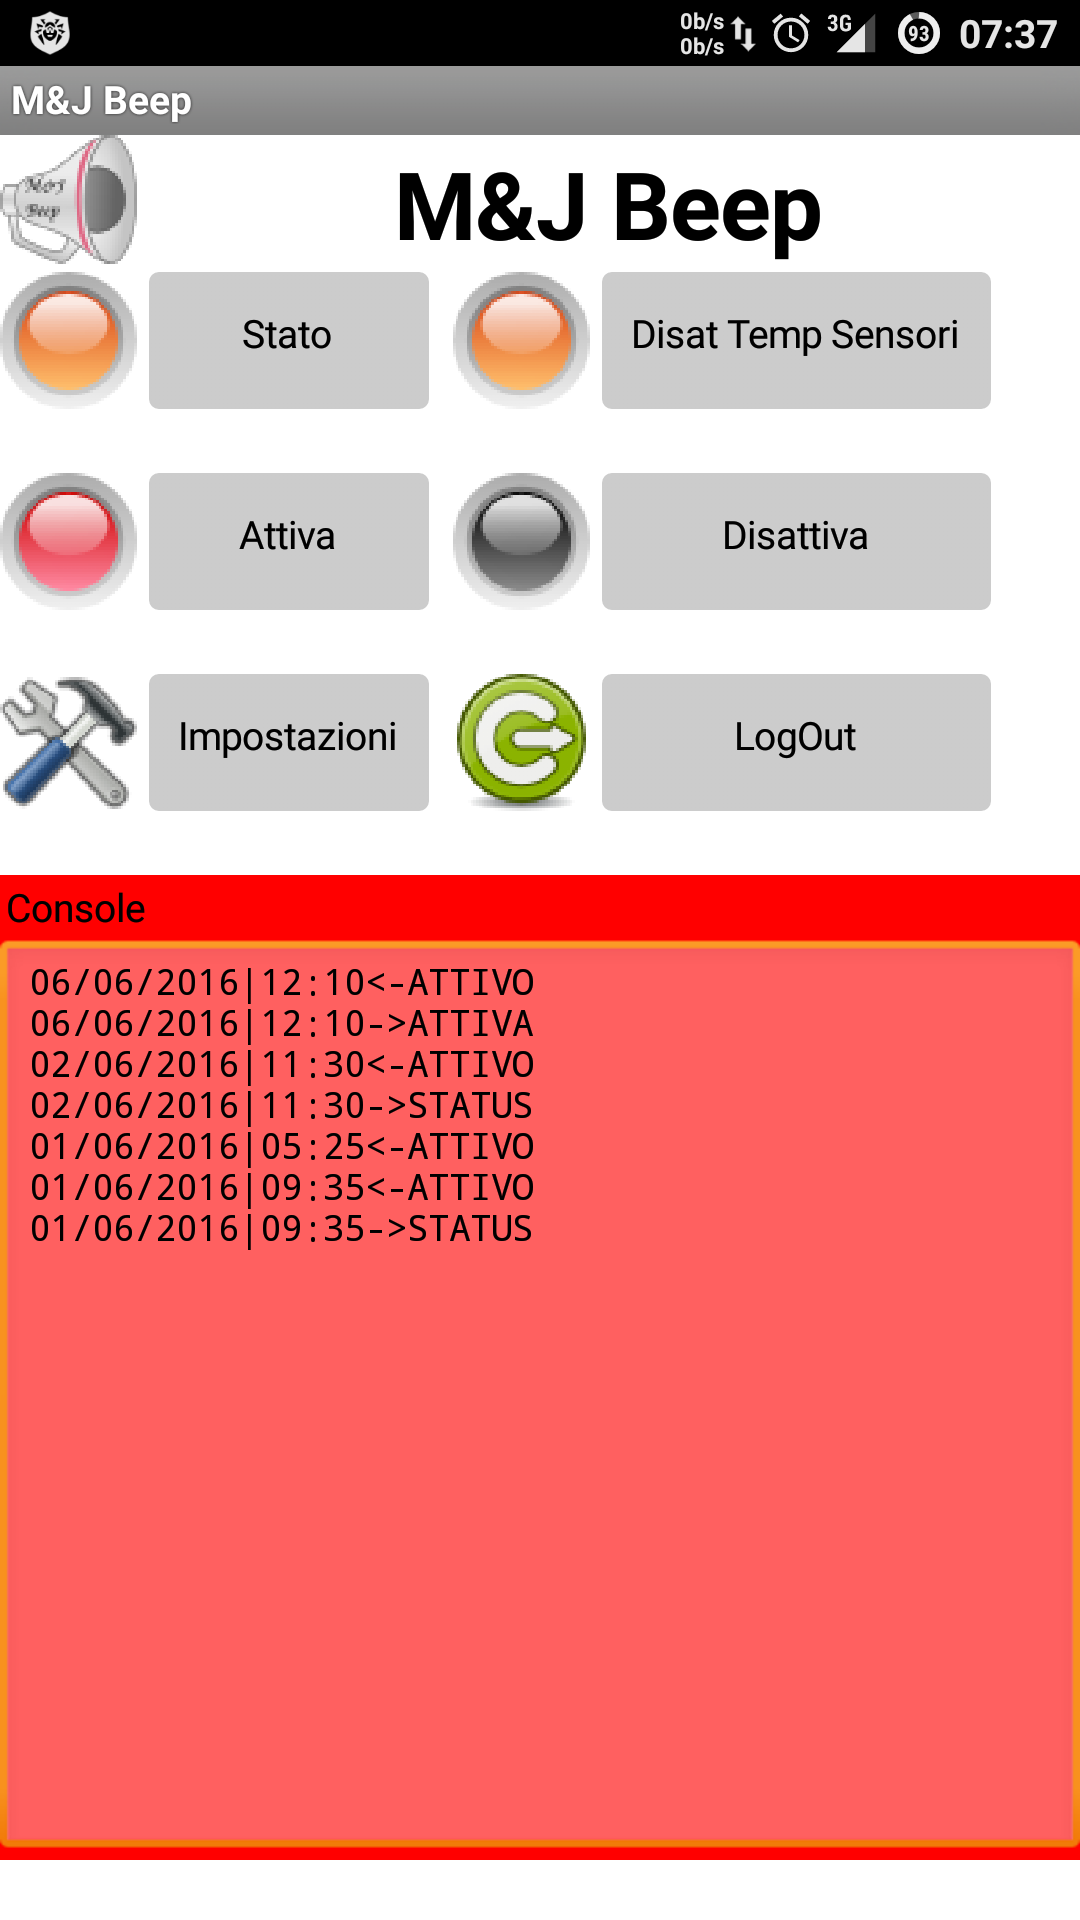 0b/s
0b/s
3G
93
07:37
M&J Beep
M&J
Beep
M&J Beep
Stato
Disat Temp Sensori
Attiva
Disattiva
Impostazioni
LogOut
Console
06/06/2016|12:10<-ATTIVO
06/06/2016|12:10->ATTIVA
02/06/2016|11:30<-ATTIVO
02/06/2016|11:30->STATUS
01/06/2016|05:25<-ATTIVO
01/06/2016|09:35<-ATTIVO
01/06/2016|09:35->STATUS